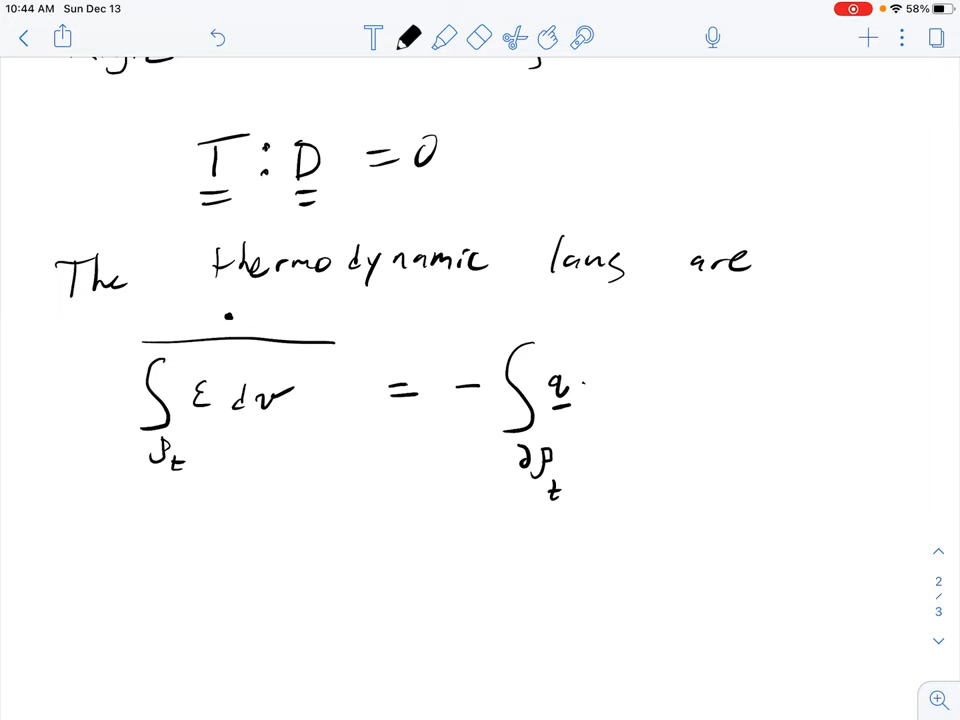 10:44 AM Sun Dec 13
58%
T : D = 0
The thermodynamic laws are
∫ ε dv = - ∫ q ·
P_t ∂P_t
2
/
3